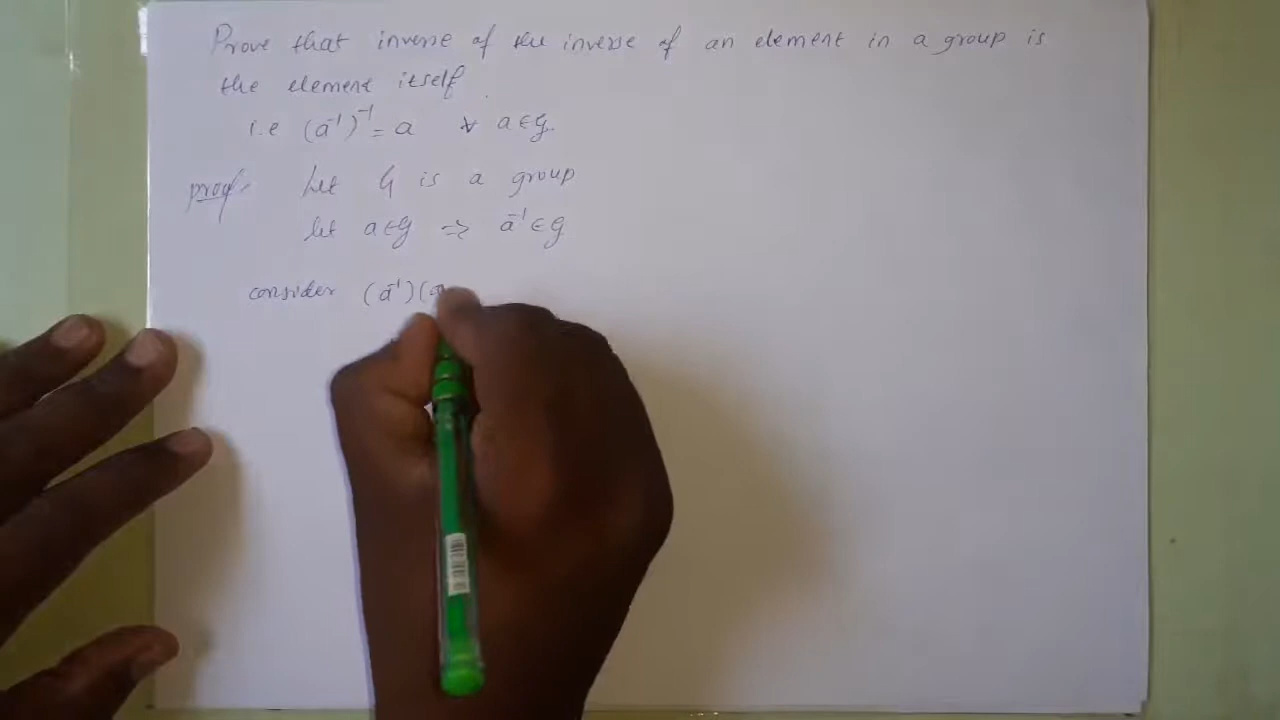 Prove that inverse of the inverse of an element in a group is
the element itself.
i.e (a⁻¹)⁻¹ = a ∀ a∈G.
proof:- Let G is a group
let a∈G ⇒ a⁻¹∈G
consider (a⁻¹)(a